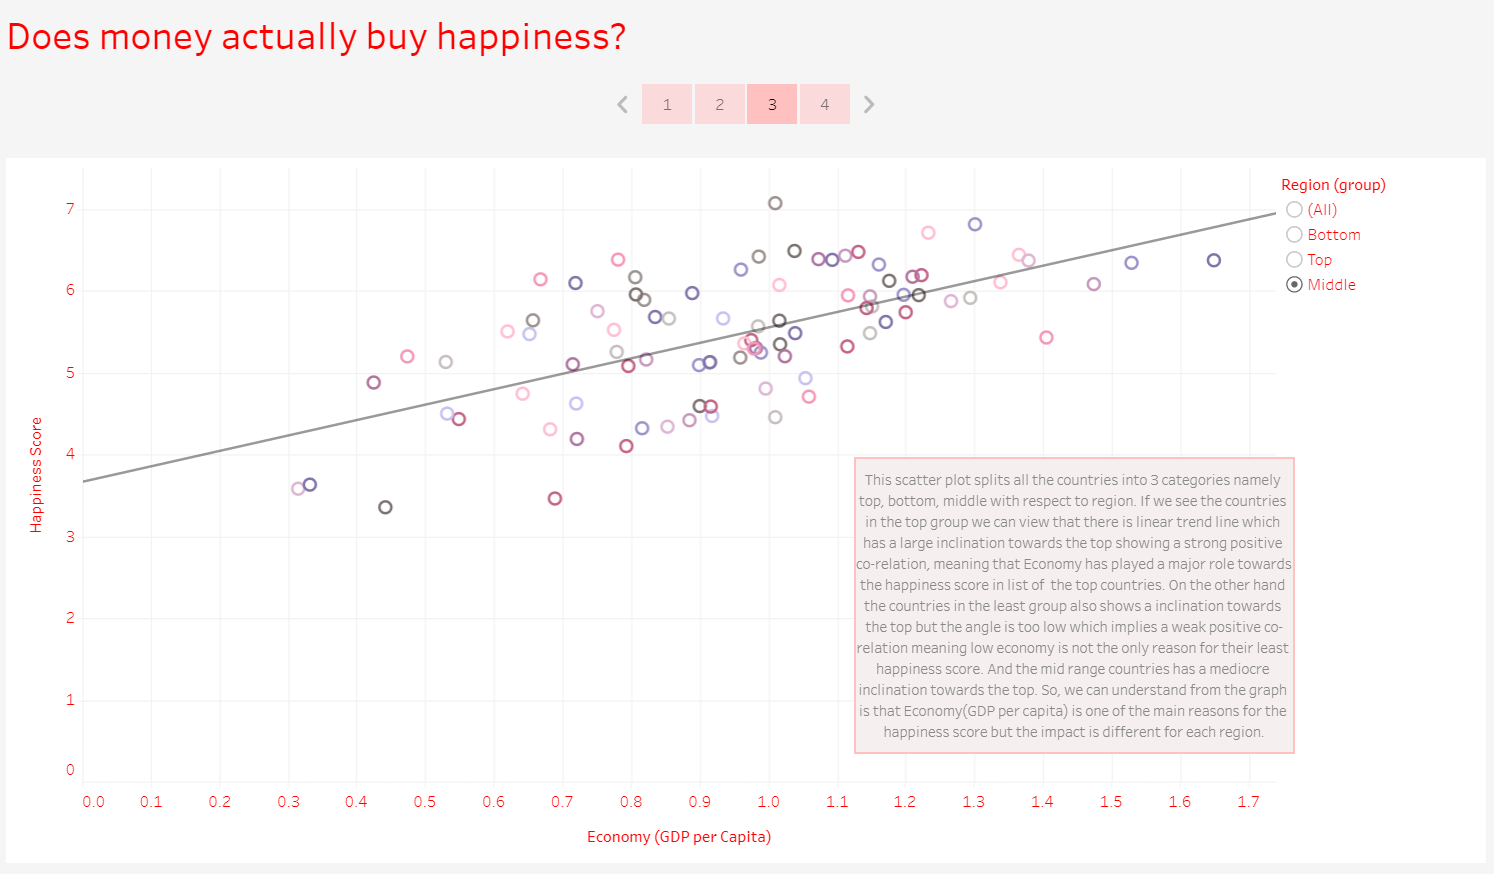 Does money actually buy happiness?
1 2 3 4
Region (group)
(All)
Bottom
Top
Middle
7
6
5
4
3
2
1
0
Happiness Score
This scatter plot splits all the countries into 3 categories namely
top, bottom, middle with respect to region. If we see the countries
in the top group we can view that there is linear trend line which
has a large inclination towards the top showing a strong positive
co-relation, meaning that Economy has played a major role towards
the happiness score in list of  the top countries. On the other hand
the countries in the least group also shows a inclination towards
the top but the angle is too low which implies a weak positive co-
relation meaning low economy is not the only reason for their least
happiness score. And the mid range countries has a mediocre
inclination towards the top. So, we can understand from the graph
is that Economy(GDP per capita) is one of the main reasons for the
happiness score but the impact is different for each region.
0.0 0.1 0.2 0.3 0.4 0.5 0.6 0.7 0.8 0.9 1.0 1.1 1.2 1.3 1.4 1.5 1.6 1.7
Economy (GDP per Capita)